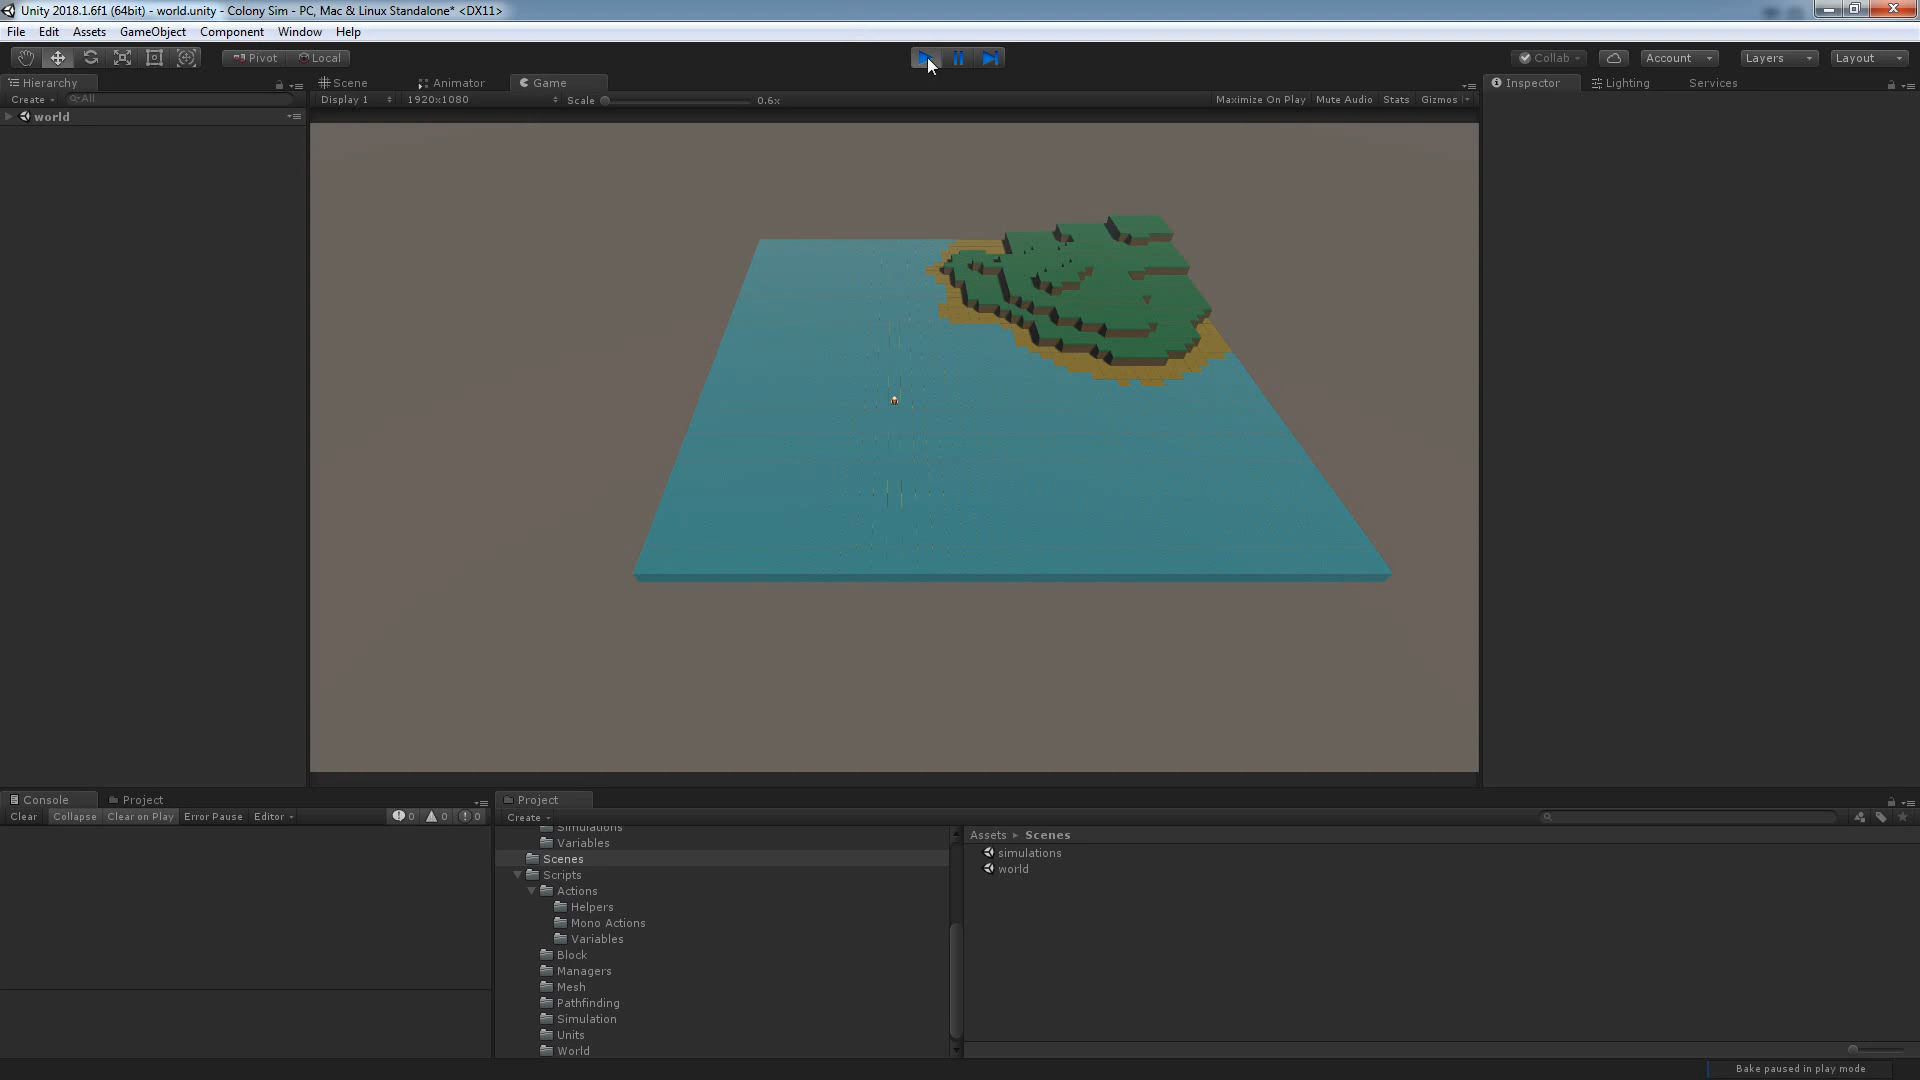 Unity 2018.1.6f1 (64bit) - world.unity - Colony Sim - PC, Mac & Linux Standalone* <DX11>
File Edit Assets GameObject Component Window Help
Pivot Local Collab Account Layers Layout
Hierarchy Scene Animator Game Inspector Lighting Services
Create All Display 1 1920x1080 Scale 0.6x Maximize On Play Mute Audio Stats Gizmos
world
Console Project Project
Clear Collapse Clear on Play Error Pause Editor 0 0 0 Create
Simulations
Assets Scenes
Variables
simulations
Scenes
world
Scripts
Actions
Helpers
Mono Actions
Variables
Block
Managers
Mesh
Pathfinding
Simulation
Units
World
Bake paused in play mode